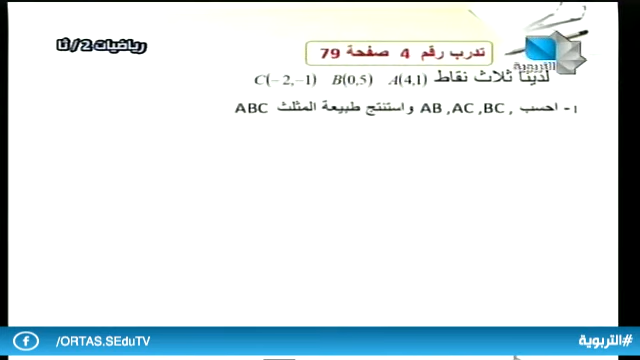 رياضيات 2 / ثا
تدرب رقم 4 صفحة 79
التربوية
لدينا ثلاث نقاط A(4,1) B(0,5) C(−2,−1)
1- احسب , AB ,AC ,BC واستنتج طبيعة المثلث ABC
/ORTAS.SEduTV
#التربوية